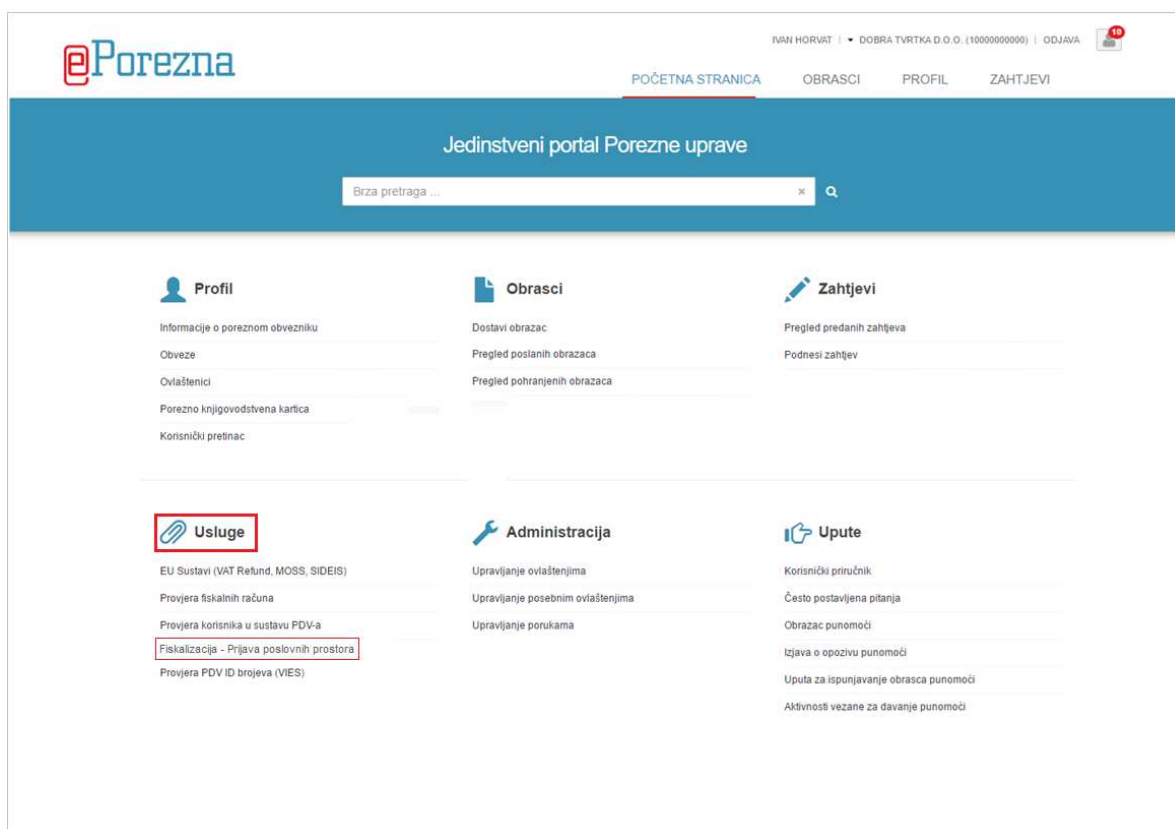 IVAN HORVAT | DOBRA TVRTKA D.O.O. (10000000000) | ODJAVA
10
ePorezna
POČETNA STRANICA OBRASCI PROFIL ZAHTJEVI
Jedinstveni portal Porezne uprave
Brza pretraga ...
Profil
Informacije o poreznom obvezniku
Obveze
Ovlaštenici
Porezno knjigovodstvena kartica
Korisnički pretinac
Obrasci
Dostavi obrazac
Pregled poslanih obrazaca
Pregled pohranjenih obrazaca
Zahtjevi
Pregled predanih zahtjeva
Podnesi zahtjev
Usluge
EU Sustavi (VAT Refund, MOSS, SIDEIS)
Provjera fiskalnih računa
Provjera korisnika u sustavu PDV-a
Fiskalizacija - Prijava poslovnih prostora
Provjera PDV ID brojeva (VIES)
Administracija
Upravljanje ovlaštenjima
Upravljanje posebnim ovlaštenjima
Upravljanje porukama
Upute
Korisnički priručnik
Često postavljena pitanja
Obrazac punomoći
Izjava o opozivu punomoći
Uputa za ispunjavanje obrasca punomoći
Aktivnosti vezane za davanje punomoći